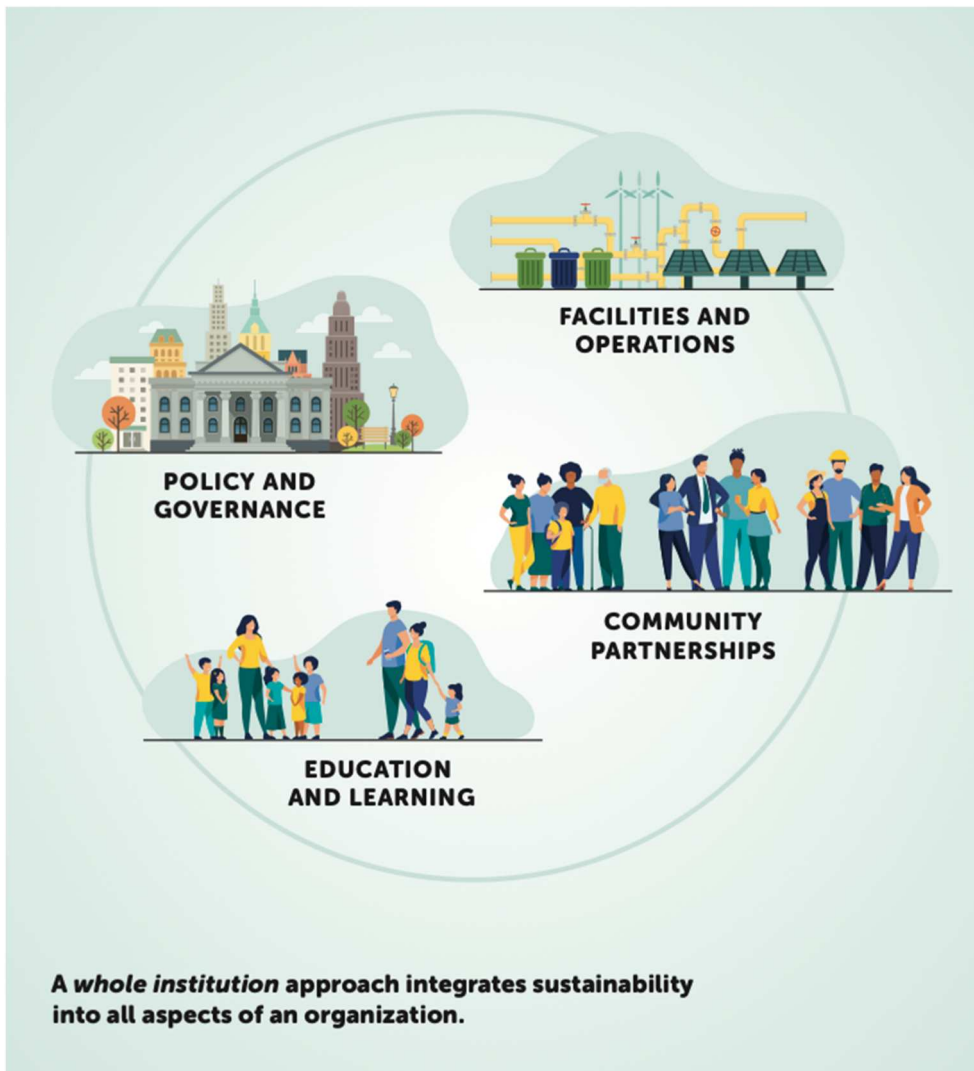 FACILITIES AND
OPERATIONS
POLICY AND
GOVERNANCE
COMMUNITY
PARTNERSHIPS
EDUCATION
AND LEARNING
A whole institution approach integrates sustainability
into all aspects of an organization.